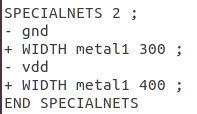 SPECIALNETS 2 ;
- gnd
+ WIDTH metal1 300 ;
- vdd
+ WIDTH metal1 400 ;
END SPECIALNETS